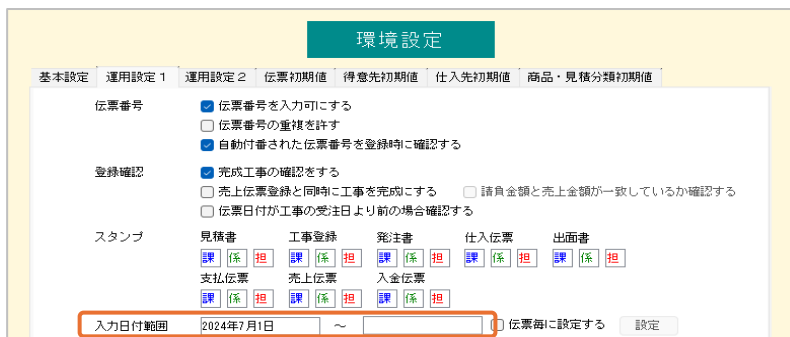 環境設定
基本設定 運用設定1 運用設定2 伝票初期値 得意先初期値 仕入先初期値 商品・見積分類初期値
伝票番号 伝票番号を入力可にする
伝票番号の重複を許す
自動付番された伝票番号を登録時に確認する
登録確認 完成工事の確認をする
売上伝票登録と同時に工事を完成にする 請負金額と売上金額が一致しているか確認する
伝票日付が工事の受注日より前の場合確認する
スタンプ 見積書 工事登録 発注書 仕入伝票 出面書
課 係 担 課 係 担 課 係 担 課 係 担 課 係 担
支払伝票 売上伝票 入金伝票
課 係 担 課 係 担 課 係 担
入力日付範囲 2024年7月1日 ～ 伝票毎に設定する 設定